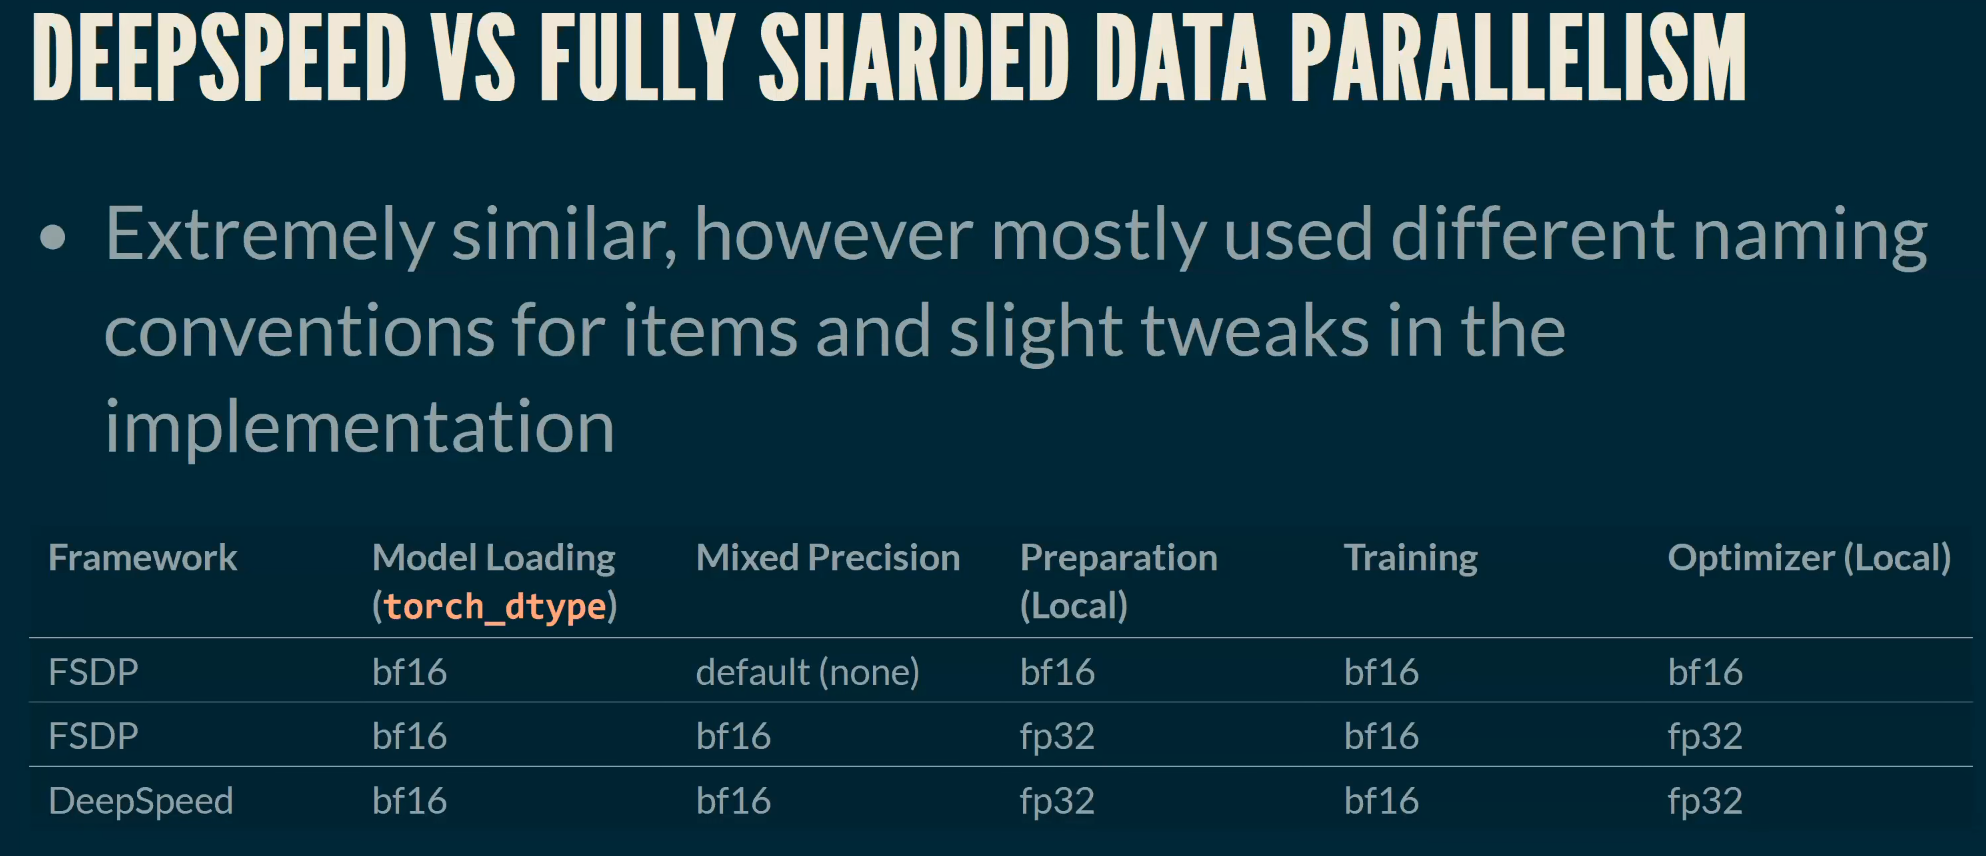 DEEPSPEED VS FULLY SHARDED DATA PARALLELISM
• Extremely similar, however mostly used different naming
conventions for items and slight tweaks in the
implementation
Framework Model Loading (torch_dtype) Mixed Precision Preparation (Local) Training Optimizer (Local)
FSDP bf16 default (none) bf16 bf16 bf16
FSDP bf16 bf16 fp32 bf16 fp32
DeepSpeed bf16 bf16 fp32 bf16 fp32